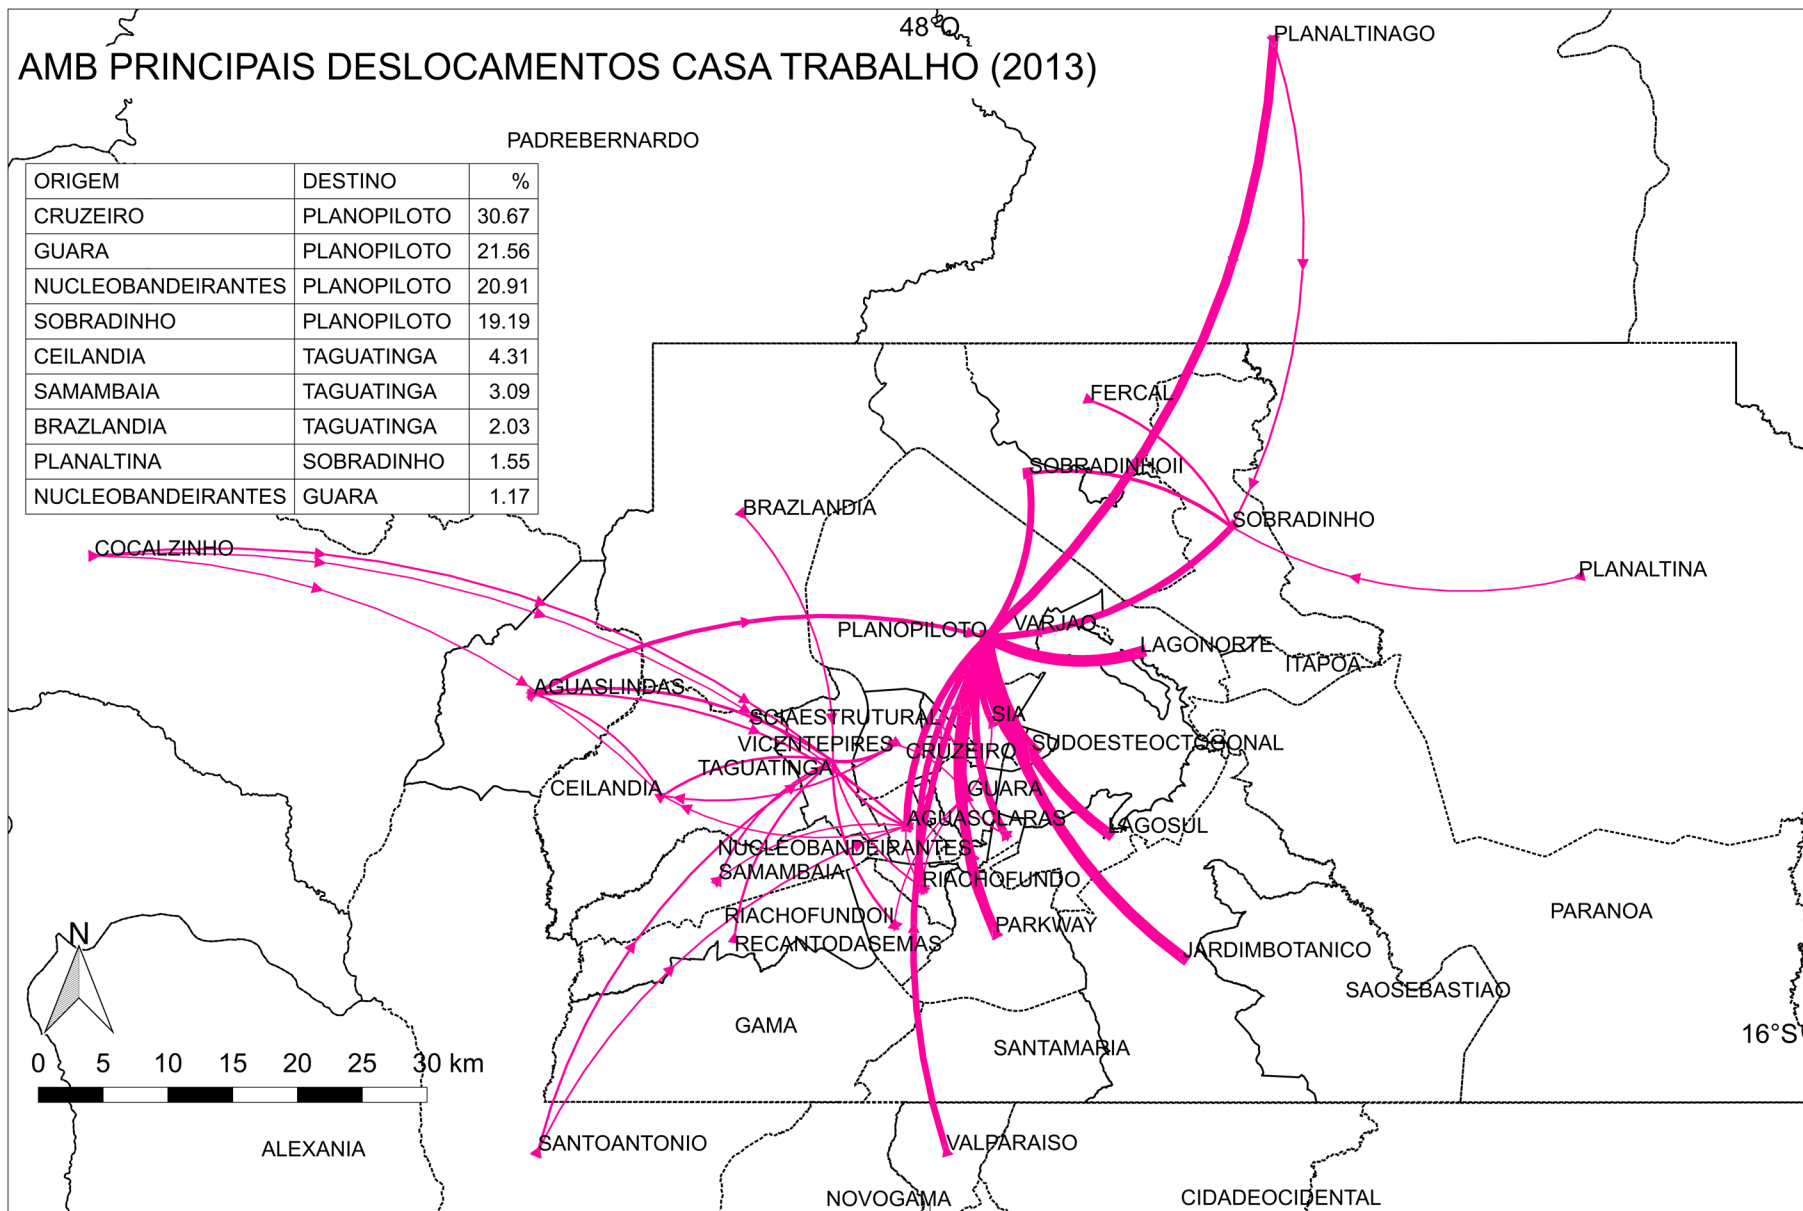 48°O
PLANALTINAGO
AMB PRINCIPAIS DESLOCAMENTOS CASA TRABALHO (2013)
PADREBERNARDO
ORIGEM DESTINO %
CRUZEIRO PLANOPILOTO 30.67
GUARA PLANOPILOTO 21.56
NUCLEOBANDEIRANTES PLANOPILOTO 20.91
SOBRADINHO PLANOPILOTO 19.19
CEILANDIA TAGUATINGA 4.31
SAMAMBAIA TAGUATINGA 3.09
BRAZLANDIA TAGUATINGA 2.03
PLANALTINA SOBRADINHO 1.55
NUCLEOBANDEIRANTES GUARA 1.17
FERCAL
SOBRADINHOII
BRAZLANDIA
SOBRADINHO
COCALZINHO
PLANALTINA
PLANOPILOTO
VARJAO
LAGONORTE
ITAPOA
AGUASLINDAS
SCIAESTRUTURAL
SIA
VICENTEPIRES
CRUZEIRO
SUDOESTEOCTOGONAL
TAGUATINGA
CEILANDIA
GUARA
AGUASCLARAS
LAGOSUL
NUCLEOBANDEIRANTES
SAMAMBAIA
RIACHOFUNDO
RIACHOFUNDOII
PARKWAY
PARANOA
RECANTODASEMAS
JARDIMBOTANICO
N
SAOSEBASTIAO
GAMA
16°S
SANTAMARIA
0 5 10 15 20 25 30 km
ALEXANIA
SANTOANTONIO
VALPARAISO
NOVOGAMA
CIDADEOCIDENTAL